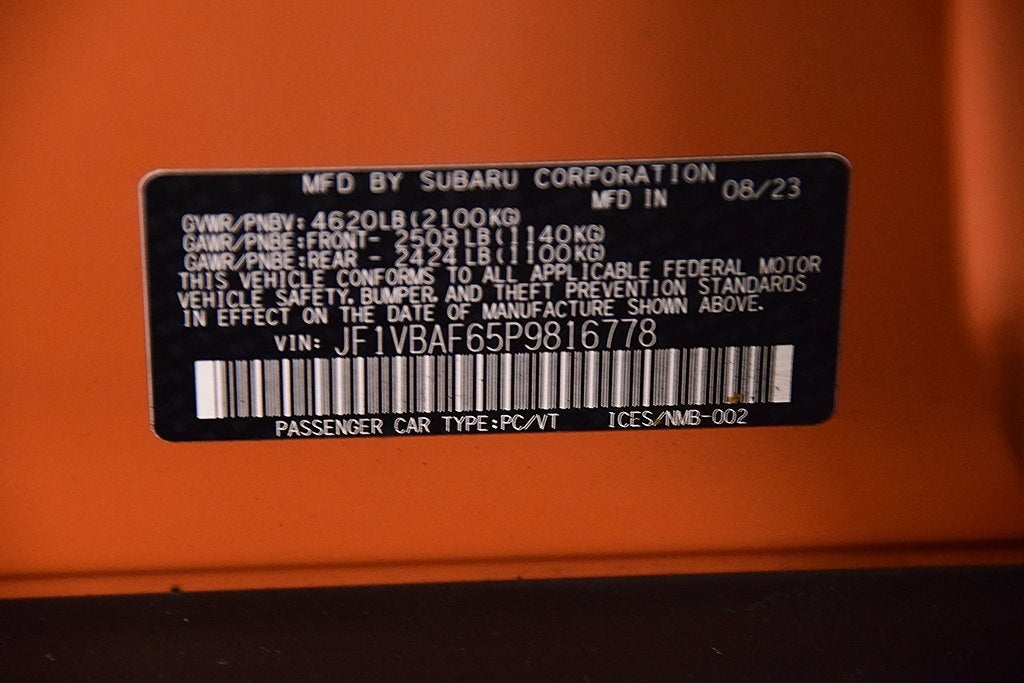 MFD BY SUBARU CORPORATION
MFD IN 08/23
GVWR/PNBV: 4620LB(2100KG)
GAWR/PNBE:FRONT- 2508LB(1140KG)
GAWR/PNBE:REAR - 2424LB(1100KG)
THIS VEHICLE CONFORMS TO ALL APPLICABLE FEDERAL MOTOR
VEHICLE SAFETY, BUMPER, AND THEFT PREVENTION STANDARDS
IN EFFECT ON THE DATE OF MANUFACTURE SHOWN ABOVE.
VIN: JF1VBAF65P9816778
PASSENGER CAR TYPE:PC/VT ICES/NMB-002